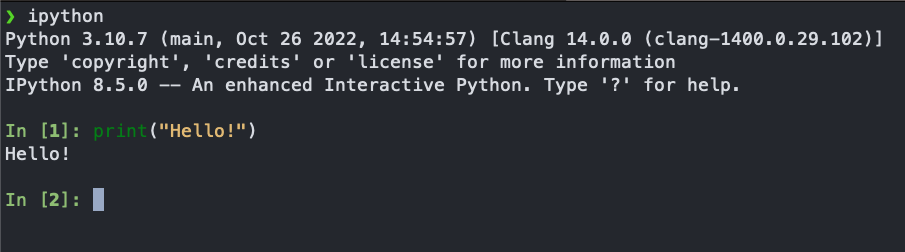 ❯ ipython
Python 3.10.7 (main, Oct 26 2022, 14:54:57) [Clang 14.0.0 (clang-1400.0.29.102)]
Type 'copyright', 'credits' or 'license' for more information
IPython 8.5.0 -- An enhanced Interactive Python. Type '?' for help.
In [1]: print("Hello!")
Hello!
In [2]: